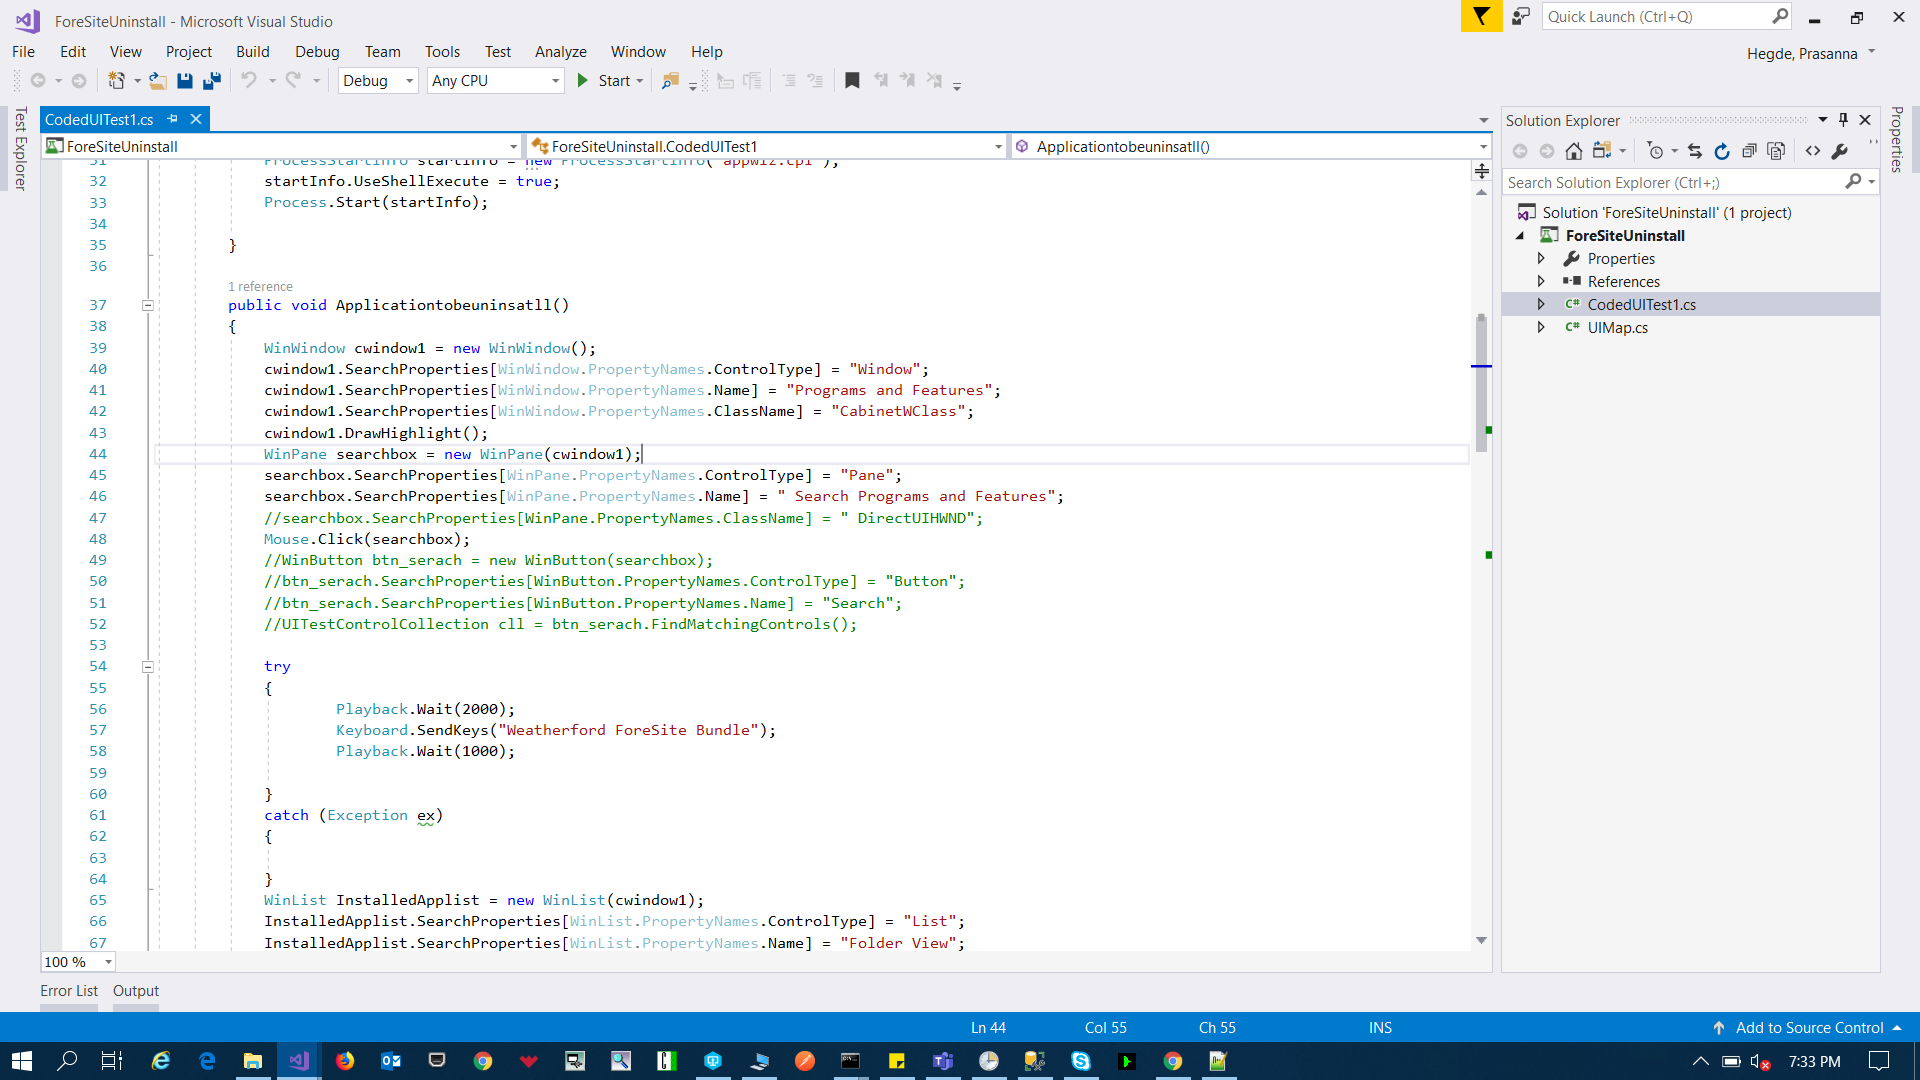 ForeSiteUninstall - Microsoft Visual Studio
Quick Launch (Ctrl+Q)
File Edit View Project Build Debug Team Tools Test Analyze Window Help
Hegde, Prasanna
Debug Any CPU Start
Test Explorer
CodedUITest1.cs
ForeSiteUninstall ForeSiteUninstall.CodedUITest1 Applicationtobeuninsatll()
31 ProcessStartInfo startInfo = new ProcessStartInfo("appwiz.cpl");
32 startInfo.UseShellExecute = true;
33 Process.Start(startInfo);
34
35 }
36
1 reference
37 public void Applicationtobeuninsatll()
38 {
39 WinWindow cwindow1 = new WinWindow();
40 cwindow1.SearchProperties[WinWindow.PropertyNames.ControlType] = "Window";
41 cwindow1.SearchProperties[WinWindow.PropertyNames.Name] = "Programs and Features";
42 cwindow1.SearchProperties[WinWindow.PropertyNames.ClassName] = "CabinetWClass";
43 cwindow1.DrawHighlight();
44 WinPane searchbox = new WinPane(cwindow1);
45 searchbox.SearchProperties[WinPane.PropertyNames.ControlType] = "Pane";
46 searchbox.SearchProperties[WinPane.PropertyNames.Name] = " Search Programs and Features";
47 //searchbox.SearchProperties[WinPane.PropertyNames.ClassName] = " DirectUIHWND";
48 Mouse.Click(searchbox);
49 //WinButton btn_serach = new WinButton(searchbox);
50 //btn_serach.SearchProperties[WinButton.PropertyNames.ControlType] = "Button";
51 //btn_serach.SearchProperties[WinButton.PropertyNames.Name] = "Search";
52 //UITestControlCollection cll = btn_serach.FindMatchingControls();
53
54 try
55 {
56 Playback.Wait(2000);
57 Keyboard.SendKeys("Weatherford ForeSite Bundle");
58 Playback.Wait(1000);
59
60 }
61 catch (Exception ex)
62 {
63
64 }
65 WinList InstalledApplist = new WinList(cwindow1);
66 InstalledApplist.SearchProperties[WinList.PropertyNames.ControlType] = "List";
67 InstalledApplist.SearchProperties[WinList.PropertyNames.Name] = "Folder View";
100 %
Solution Explorer
Search Solution Explorer (Ctrl+;)
Solution 'ForeSiteUninstall' (1 project)
ForeSiteUninstall
Properties
References
C# CodedUITest1.cs
C# UIMap.cs
Properties
Error List Output
Ln 44 Col 55 Ch 55 INS Add to Source Control
7:33 PM